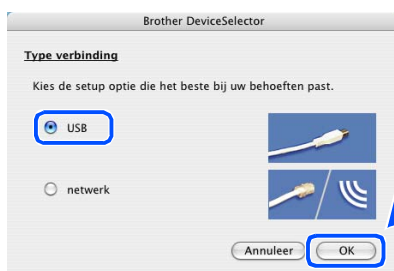 Brother DeviceSelector
Type verbinding
Kies de setup optie die het beste bij uw behoeften past.
USB
netwerk
Annuleer OK